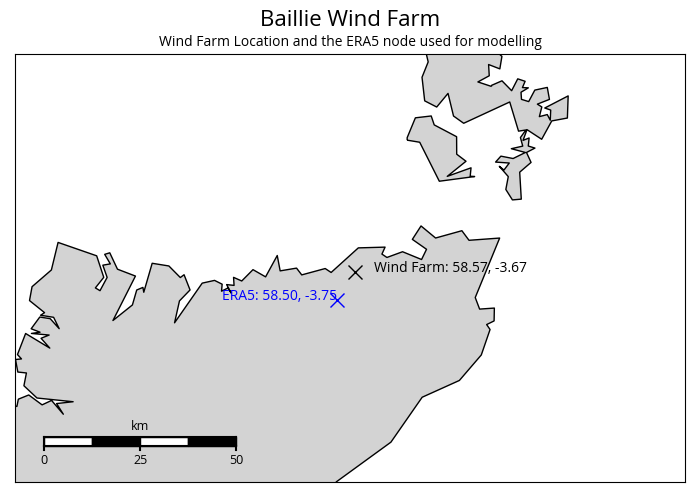 Baillie Wind Farm
Wind Farm Location and the ERA5 node used for modelling
Wind Farm: 58.57, -3.67
ERA5: 58.50, -3.75
km
0 25 50